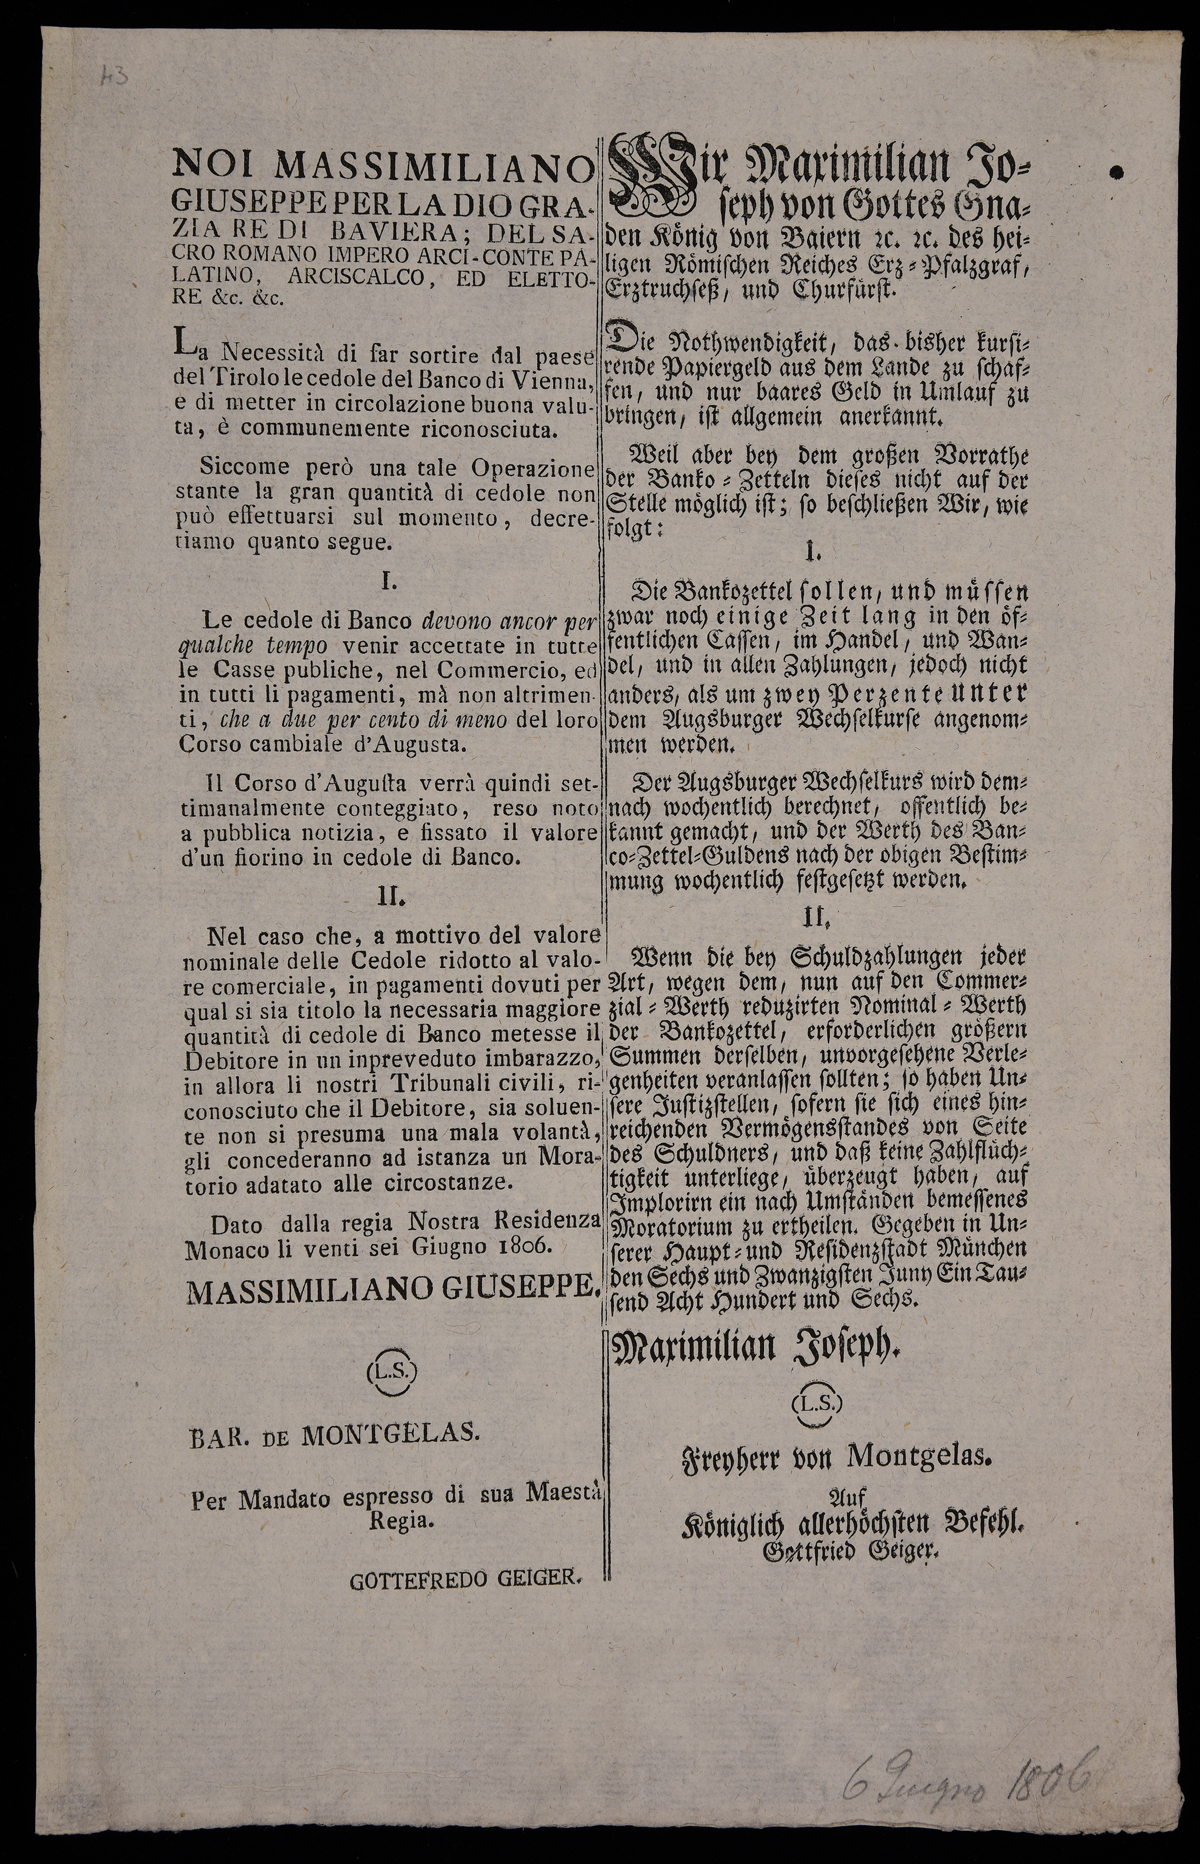 43
NOI MASSIMILIANO
GIUSEPPE PER LA DIO GRA-
ZIA RE DI BAVIERA; DEL SA-
CRO ROMANO IMPERO ARCI-CONTE PA-
LATINO, ARCISCALCO, ED ELETTO-
RE &c. &c.
La Necessità di far sortire dal paese
del Tirolo le cedole del Banco di Vienna,
e di metter in circolazione buona valu-
ta, è communemente riconosciuta.
Siccome però una tale Operazione
stante la gran quantità di cedole non
può effettuarsi sul momento, decre-
tiamo quanto segue.
I.
Le cedole di Banco devono ancor per
qualche tempo venir accettate in tutte
le Casse publiche, nel Commercio, ed
in tutti li pagamenti, mà non altrimen-
ti, che a due per cento di meno del loro
Corso cambiale d'Augusta.
Il Corso d'Augusta verrà quindi set-
timanalmente conteggiato, reso noto
a pubblica notizia, e fissato il valore
d'un fiorino in cedole di Banco.
II.
Nel caso che, a mottivo del valore
nominale delle Cedole ridotto al valo-
re comerciale, in pagamenti dovuti per
qual si sia titolo la necessaria maggiore
quantità di cedole di Banco metesse il
Debitore in un inpreveduto imbarazzo,
in allora li nostri Tribunali civili, ri-
conosciuto che il Debitore, sia soluen-
te non si presuma una mala volantà,
gli concederanno ad istanza un Mora-
torio adatato alle circostanze.
Dato dalla regia Nostra Residenza
Monaco li venti sei Giugno 1806.
MASSIMILIANO GIUSEPPE.
(L.S.)
BAR. DE MONTGELAS.
Per Mandato espresso di sua Maestà
Regia.
GOTTEFREDO GEIGER.
Wir Maximilian Jo-
seph von Gottes Gna-
den König von Baiern ꝛc. ꝛc. des hei-
ligen Römischen Reiches Erz-Pfalzgraf,
Erztruchseß, und Churfürst.
Die Nothwendigkeit, das bisher kursi-
rende Papiergeld aus dem Lande zu schaf-
fen, und nur baares Geld in Umlauf zu
bringen, ist allgemein anerkannt.
Weil aber bey dem großen Vorrathe
der Banko-Zetteln dieses nicht auf der
Stelle möglich ist; so beschließen Wir, wie
folgt:
I.
Die Bankozettel sollen, und müssen
zwar noch einige Zeit lang in den öf-
fentlichen Cassen, im Handel, und Wan-
del, und in allen Zahlungen, jedoch nicht
anders, als um zwey Perzente unter
dem Augsburger Wechselkurse angenom-
men werden.
Der Augsburger Wechselkurs wird dem-
nach wochentlich berechnet, offentlich be-
kannt gemacht, und der Werth des Ban-
co-Zettel-Guldens nach der obigen Bestim-
mung wochentlich festgesetzt werden.
II.
Wenn die bey Schuldzahlungen jeder
Art, wegen dem, nun auf den Commer-
zial-Werth reduzirten Nominal-Werth
der Bankozettel, erforderlichen größern
Summen derselben, unvorgesehene Verle-
genheiten veranlassen sollten; so haben Un-
sere Justizstellen, sofern sie sich eines hin-
reichenden Vermögensstandes von Seite
des Schuldners, und daß keine Zahlflüch-
tigkeit unterliege, überzeugt haben, auf
Implorirn ein nach Umständen bemessenes
Moratorium zu ertheilen. Gegeben in Un-
serer Haupt-und Residenzstadt München
den Sechs und Zwanzigsten Juny Ein Tau-
send Acht Hundert und Sechs.
Maximilian Joseph.
(L.S.)
Freyherr von Montgelas.
Auf
Königlich allerhöchsten Befehl.
Gottfried Geiger.
6 Giugno 1806